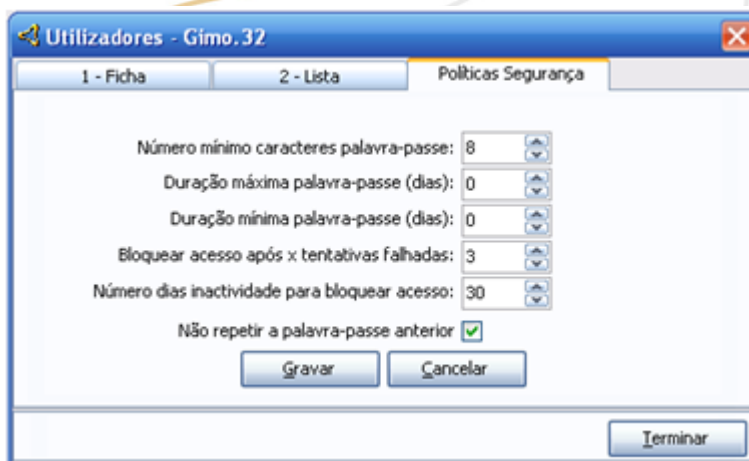 Utilizadores - Gimo.32
1 - Ficha 2 - Lista Políticas Segurança
Número mínimo caracteres palavra-passe: 8
Duração máxima palavra-passe (dias): 0
Duração mínima palavra-passe (dias): 0
Bloquear acesso após x tentativas falhadas: 3
Número dias inactividade para bloquear acesso: 30
Não repetir a palavra-passe anterior
Gravar Cancelar
Terminar